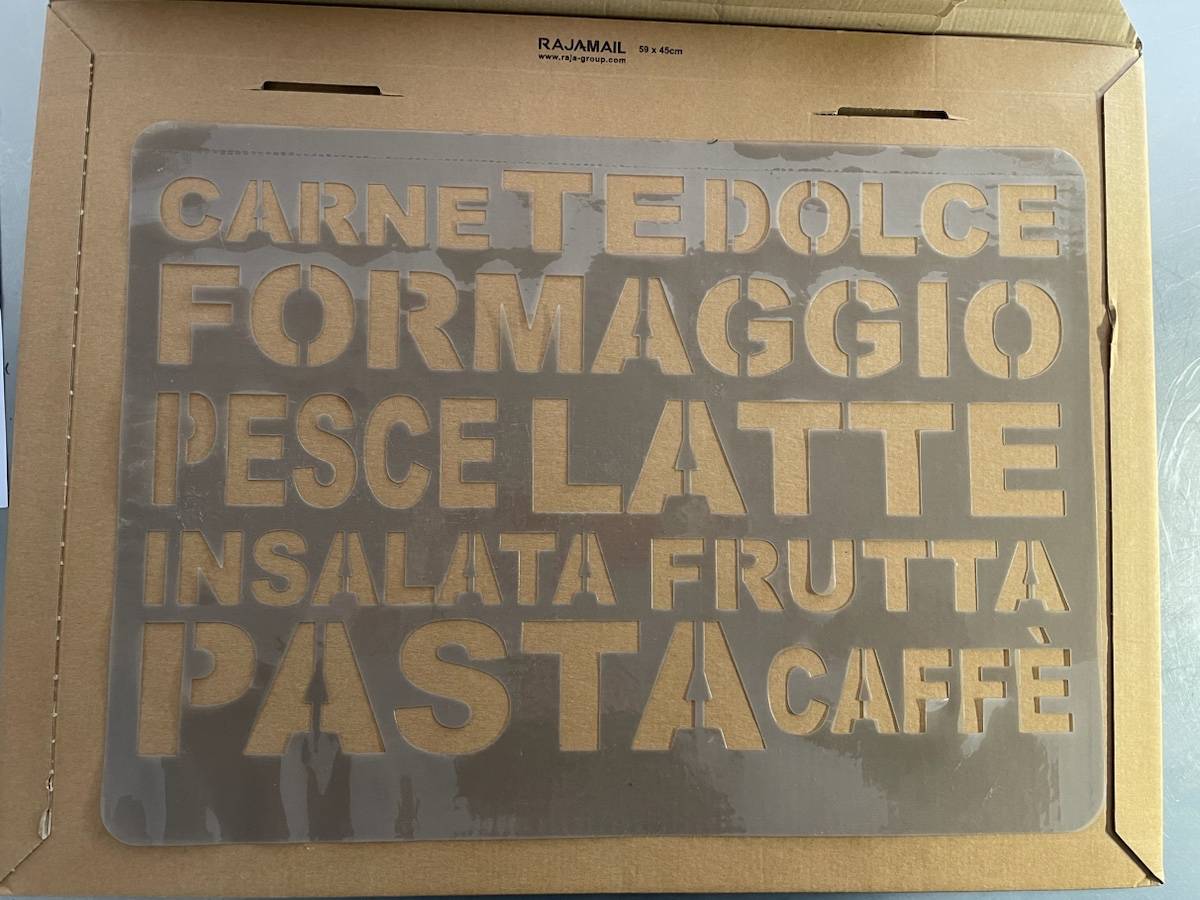 RAJAMAIL 59 x 45cm
www.raja-group.com
CARNE TE DOLCE
FORMAGGIO
PESCE LATTE
INSALATA FRUTTA
PASTA CAFFÈ